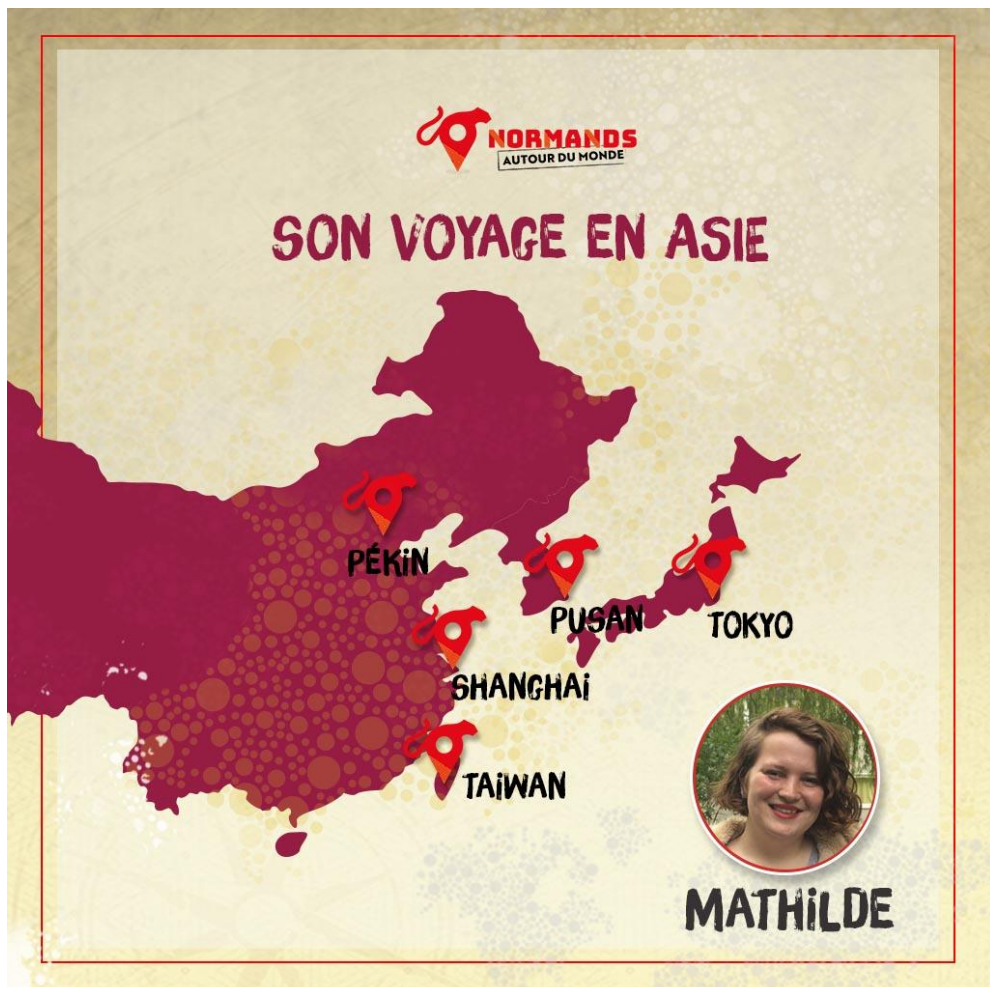 NORMANDS
AUTOUR DU MONDE
SON VOYAGE EN ASIE
PÉKiN
PUSAN
TOKYO
SHANGHAi
TAiWAN
MATHiLDE